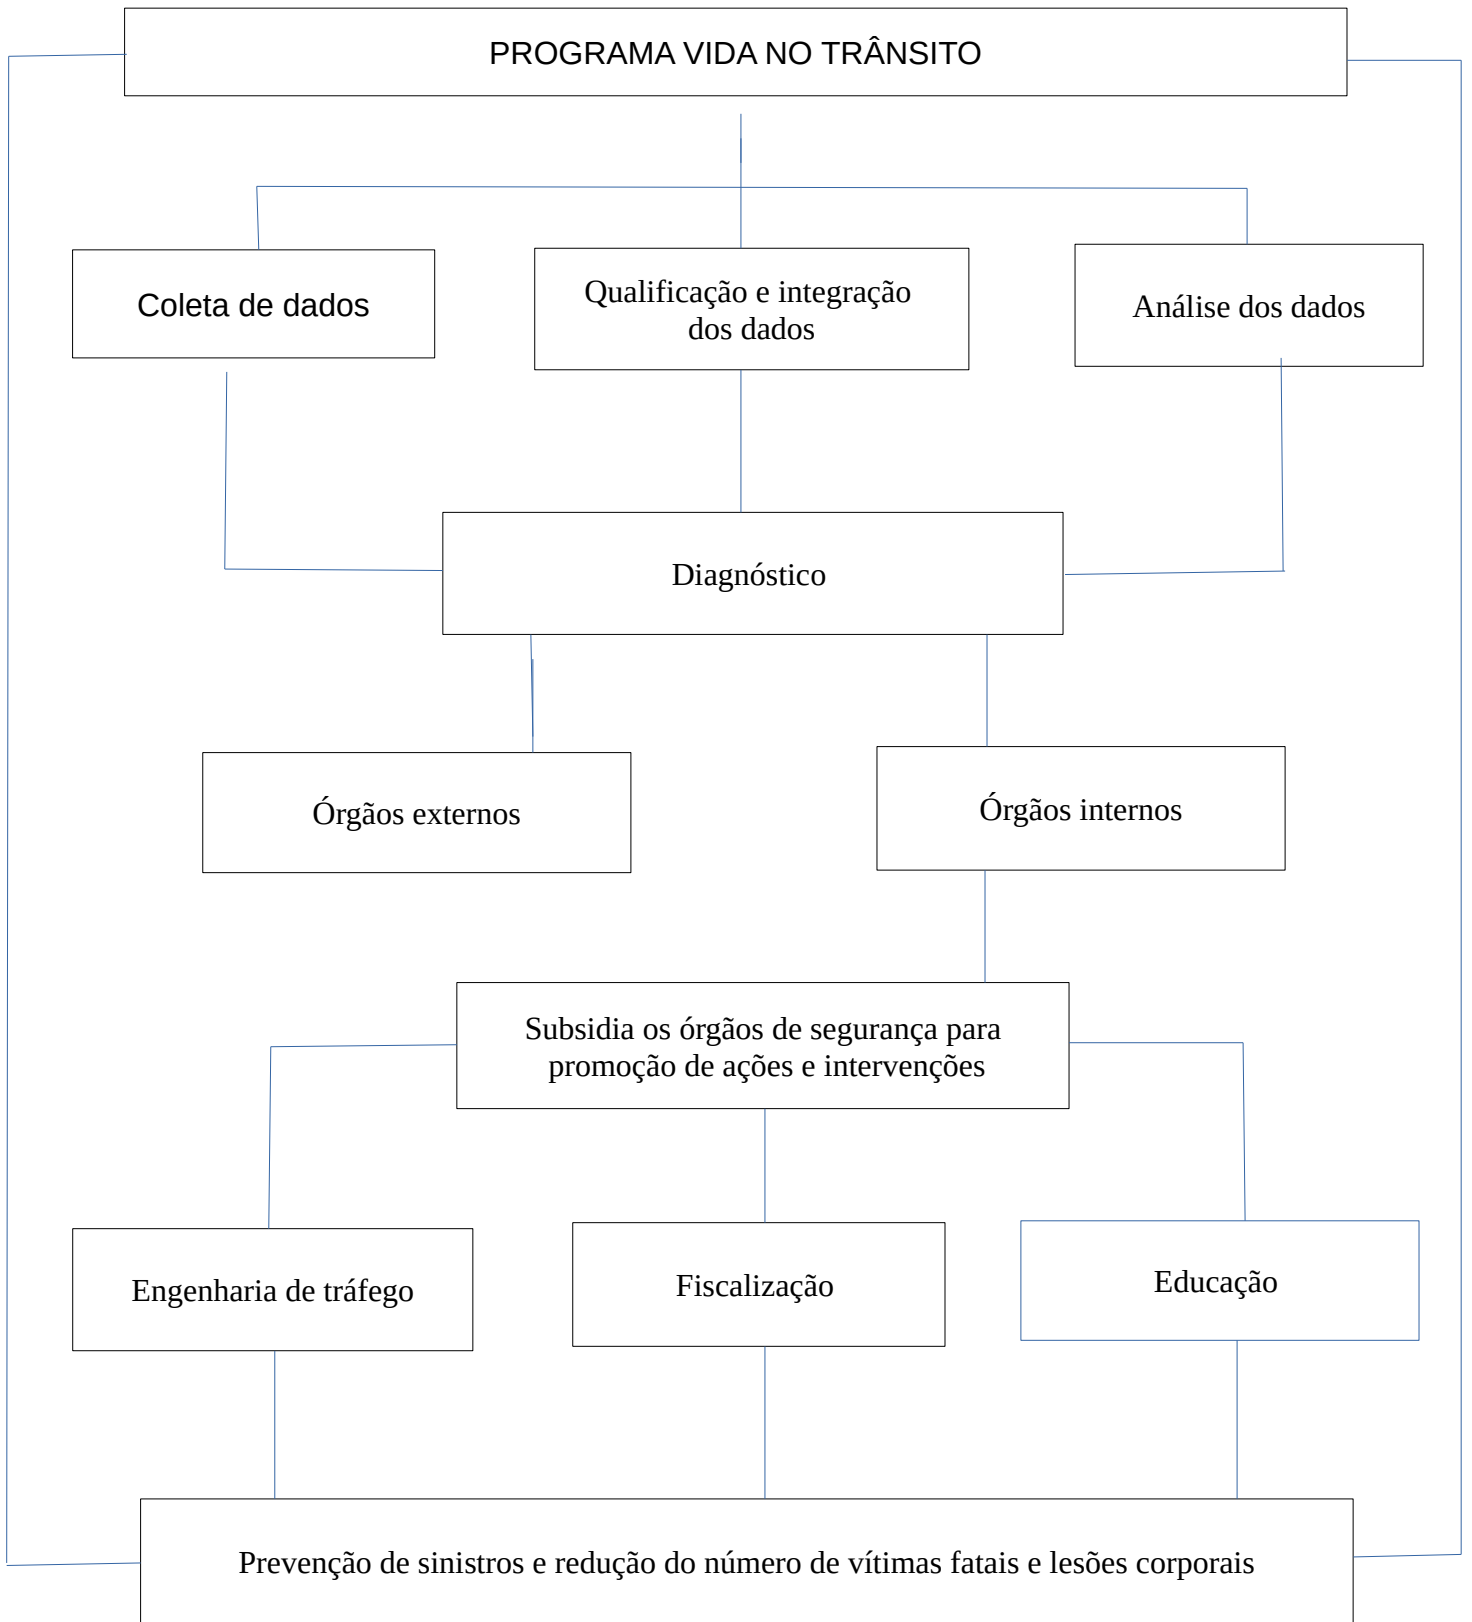 PROGRAMA VIDA NO TRÂNSITO
Coleta de dados
Qualificação e integração
dos dados
Análise dos dados
Diagnóstico
Órgãos externos
Órgãos internos
Subsidia os órgãos de segurança para
promoção de ações e intervenções
Engenharia de tráfego
Fiscalização
Educação
Prevenção de sinistros e redução do número de vítimas fatais e lesões corporais